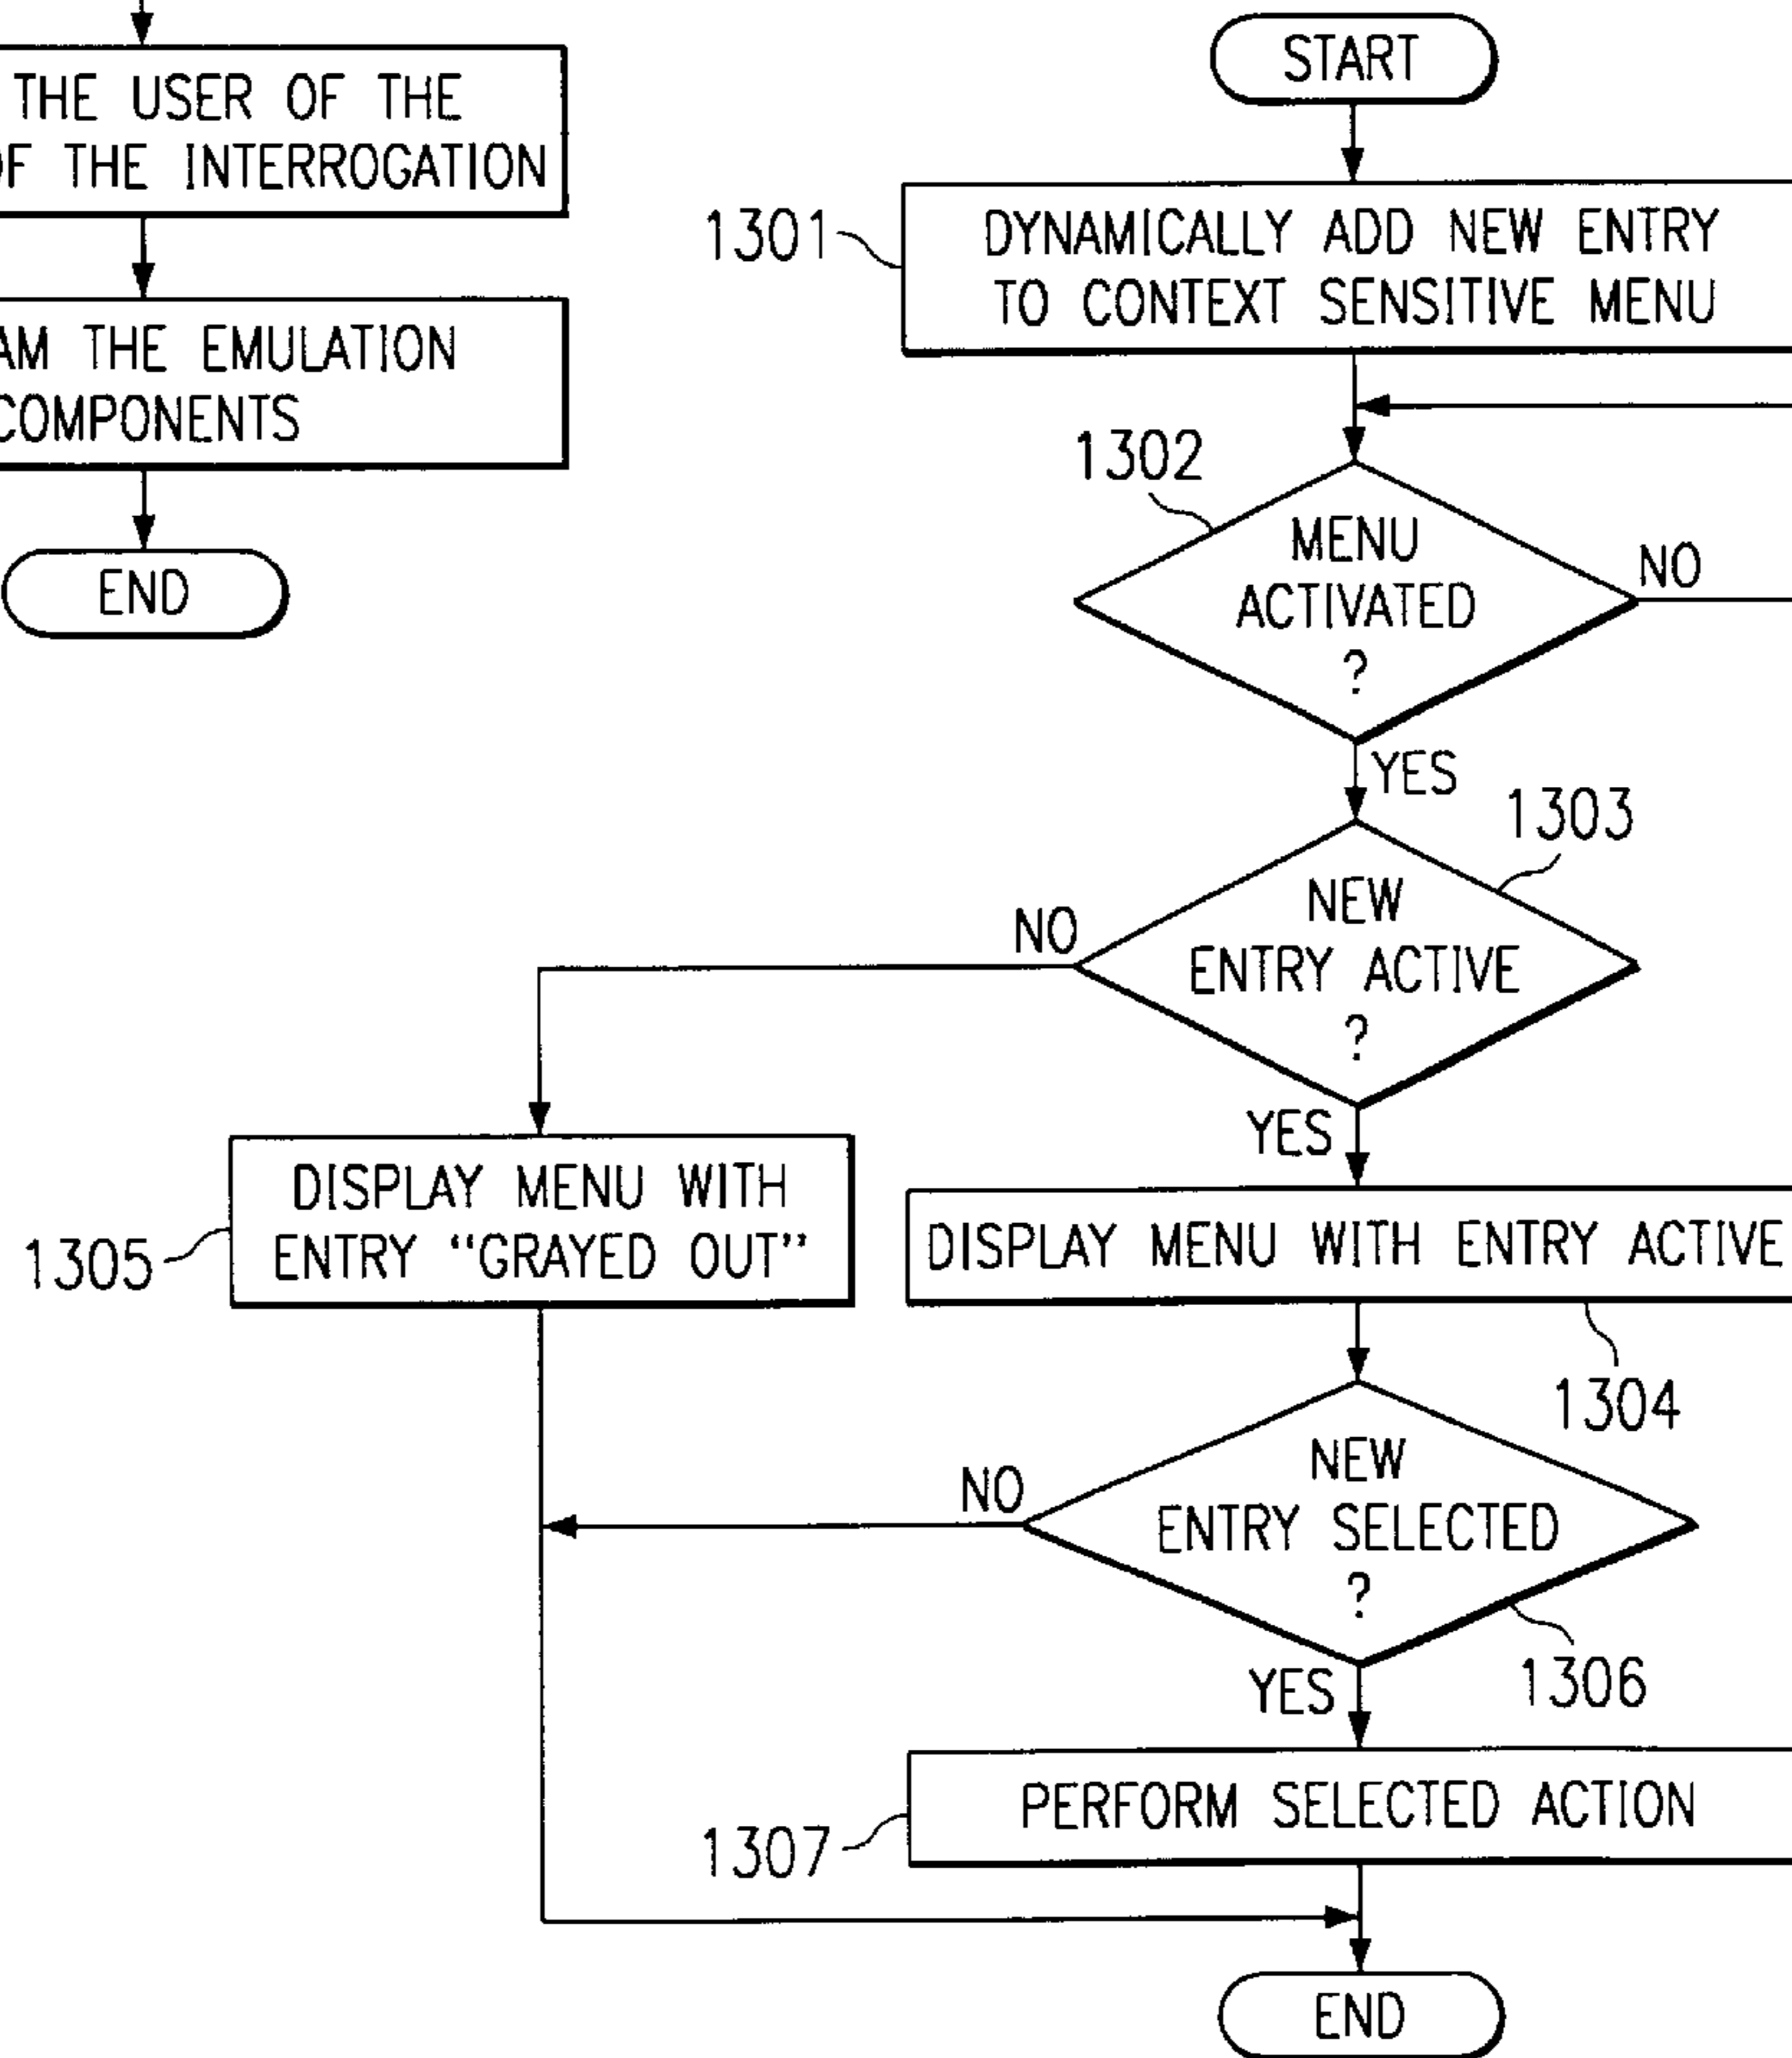 THE USER OF THE
OF THE INTERROGATION
THE EMULATION
COMPONENTS
END
START
1301
DYNAMICALLY ADD NEW ENTRY
TO CONTEXT SENSITIVE MENU
1302
MENU
ACTIVATED
?
NO
YES
1303
NEW
ENTRY ACTIVE
?
NO
YES
1305
DISPLAY MENU WITH
ENTRY “GRAYED OUT”
DISPLAY MENU WITH ENTRY ACTIVE
1304
NEW
ENTRY SELECTED
?
NO
1306
YES
1307
PERFORM SELECTED ACTION
END